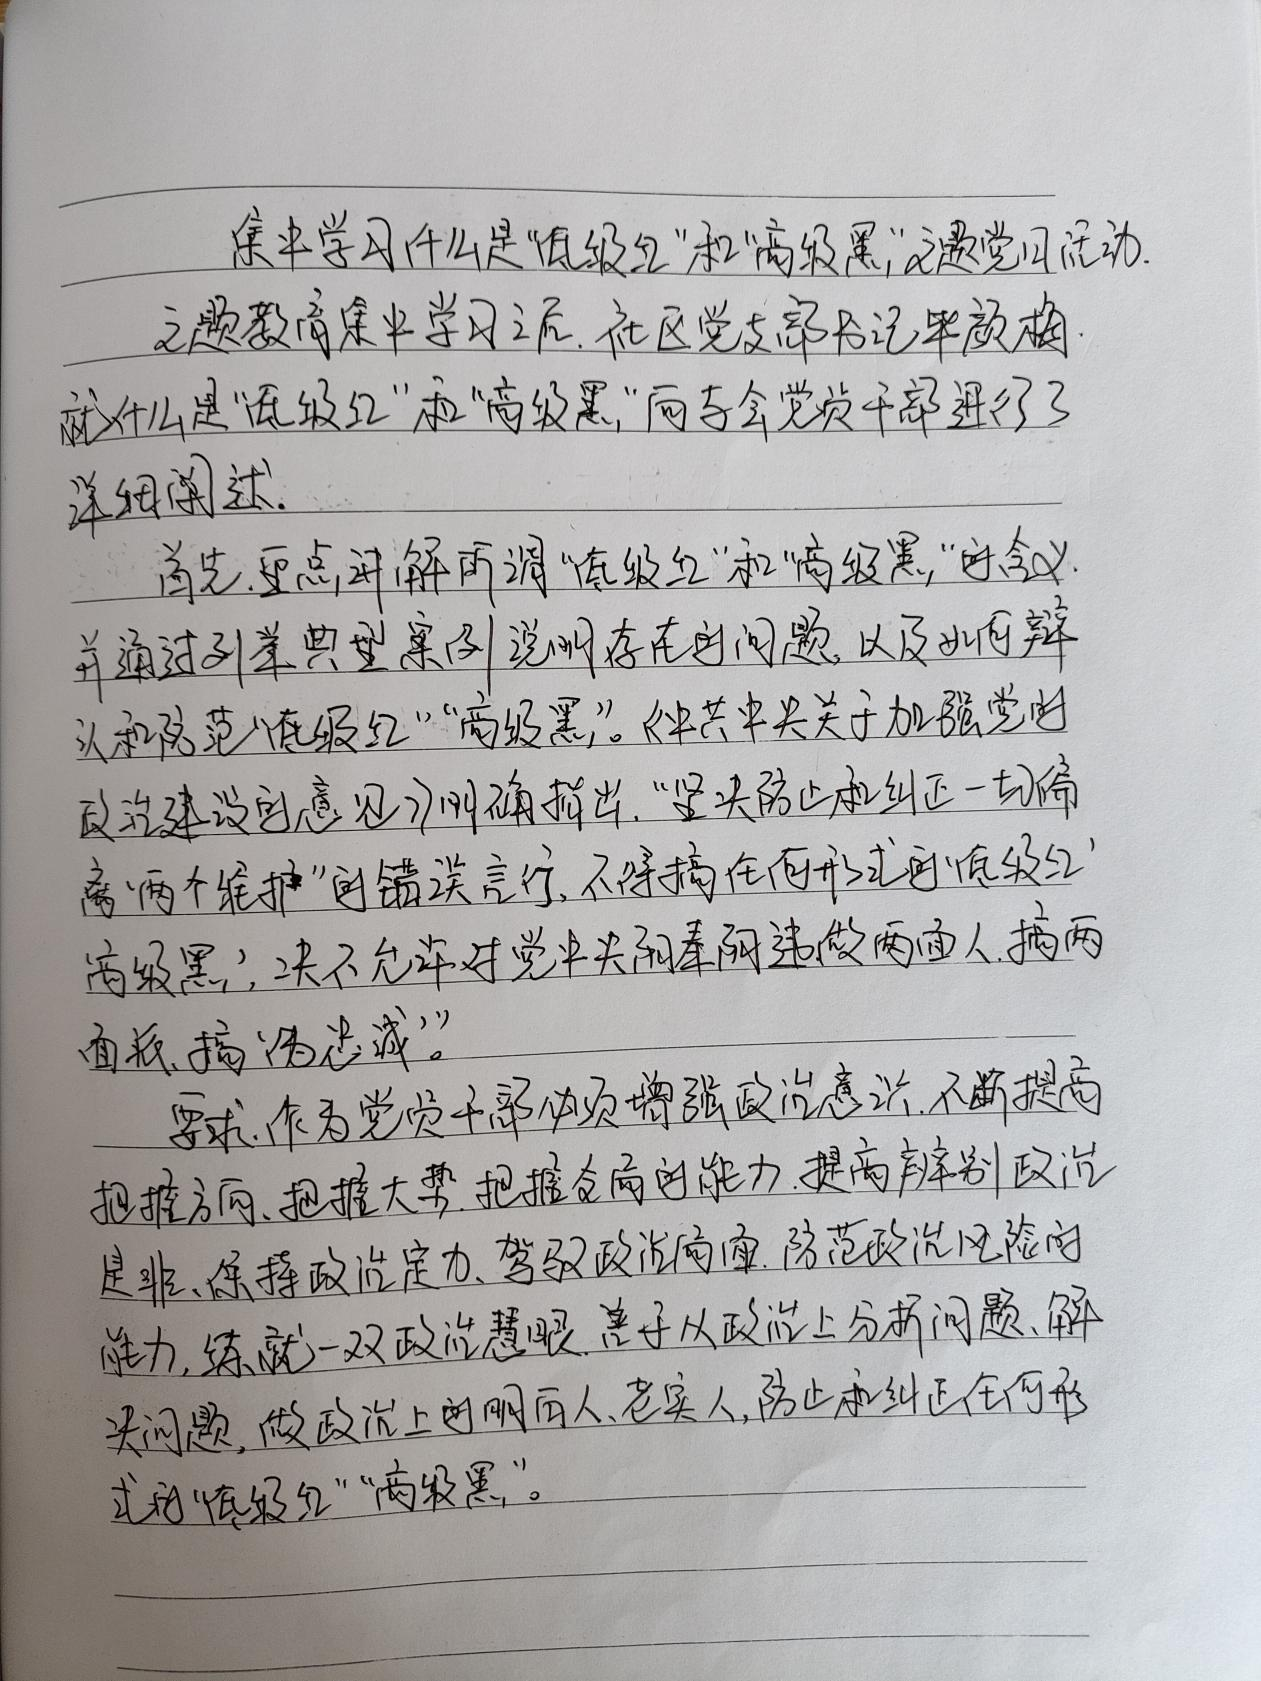 集中学习什么是“低级红”和“高级黑”主题党日活动.
主题教育集中学习之后.社区党支部书记毕颜梅.
就什么是“低级红”和“高级黑”向与会党员干部进行了
详细阐述.
首先.重点讲解所谓“低级红”和“高级黑”的含义.
并通过列举典型案例说明存在的问题,以及如何辩
认和防范“低级红”“高级黑”。《中共中央关于加强党的
政治建设的意见》明确指出.“坚决防止和纠正一切偏
离‘两个维护”的错误言行,不得搞任何形式的‘低级红’
高级黑’,决不允许对党中央阳奉阴违做两面人.搞两
面派、搞‘伪忠诚’”。
要求.作为党员干部必须增强政治意识.不断提高
把握方向、把握大势.把握全局的能力.提高辨别政治
是非、保持政治定力、驾驭政治局面.防范政治风险的
能力,练就一双政治慧眼.善于从政治上分析问题、解
决问题,做政治上的明白人、老实人,防止和纠正任何形
式的“低级红”“高级黑”。